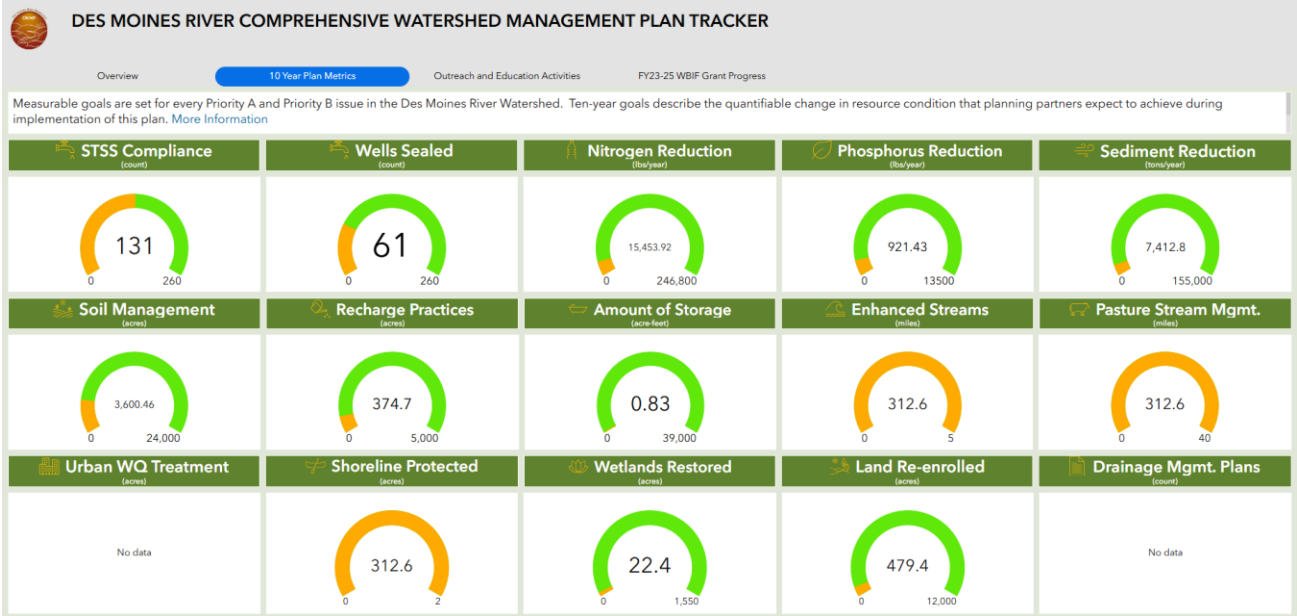 DES MOINES RIVER COMPREHENSIVE WATERSHED MANAGEMENT PLAN TRACKER
Overview
10 Year Plan Metrics
Outreach and Education Activities
FY23-25 WBIF Grant Progress
Measurable goals are set for every Priority A and Priority B issue in the Des Moines River Watershed. Ten-year goals describe the quantifiable change in resource condition that planning partners expect to achieve during
implementation of this plan. More Information
STSS Compliance
(count)
131
0
260
Wells Sealed
(count)
61
0
260
Nitrogen Reduction
(lbs/year)
15,453.92
0
246,800
Phosphorus Reduction
(lbs/year)
921.43
0
13500
Sediment Reduction
(tons/year)
7,412.8
0
155,000
Soil Management
(acres)
3,600.46
0
24,000
Recharge Practices
(acres)
374.7
0
5,000
Amount of Storage
(acre-feet)
0.83
0
39,000
Enhanced Streams
(miles)
312.6
0
5
Pasture Stream Mgmt.
(miles)
312.6
0
40
Urban WQ Treatment
(acres)
No data
Shoreline Protected
(acres)
312.6
0
2
Wetlands Restored
(acres)
22.4
0
1,550
Land Re-enrolled
(acres)
479.4
0
12,000
Drainage Mgmt. Plans
(count)
No data